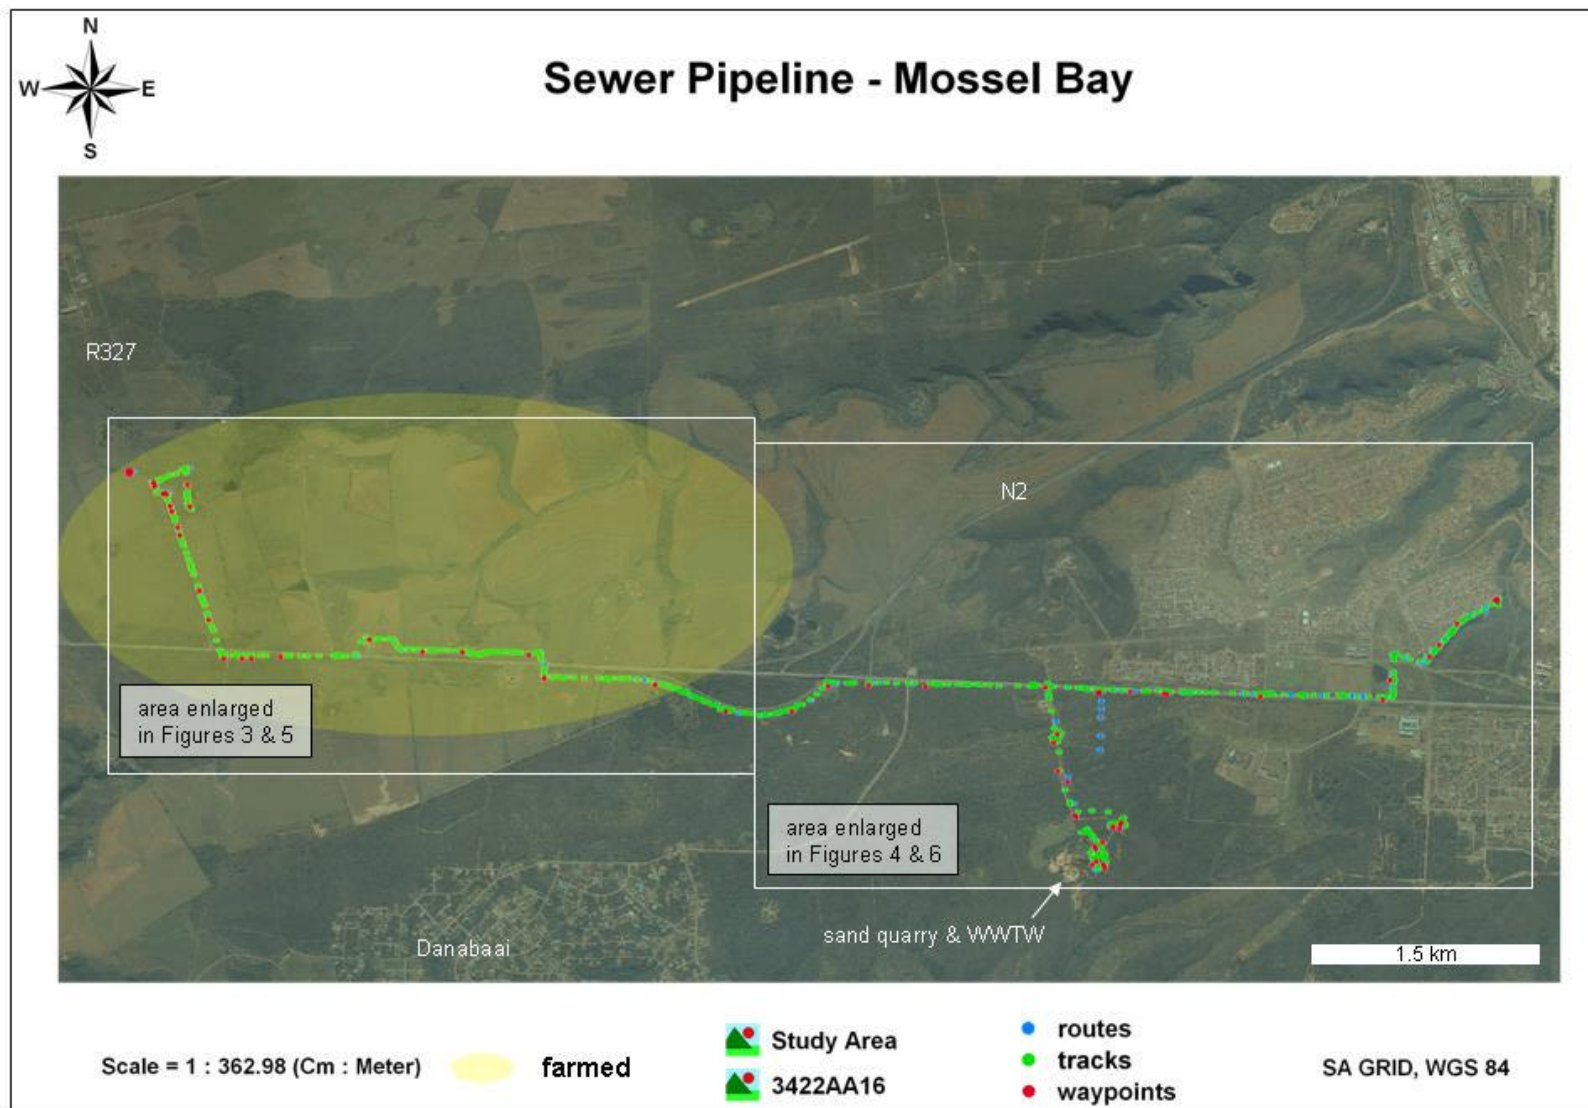 N
W E
S
Sewer Pipeline - Mossel Bay
R327
N2
area enlarged
in Figures 3 & 5
area enlarged
in Figures 4 & 6
sand quarry & WWTW
Danabaai
1.5 km
Scale = 1 : 362.98 (Cm : Meter)
farmed
Study Area
3422AA16
routes
tracks
waypoints
SA GRID, WGS 84